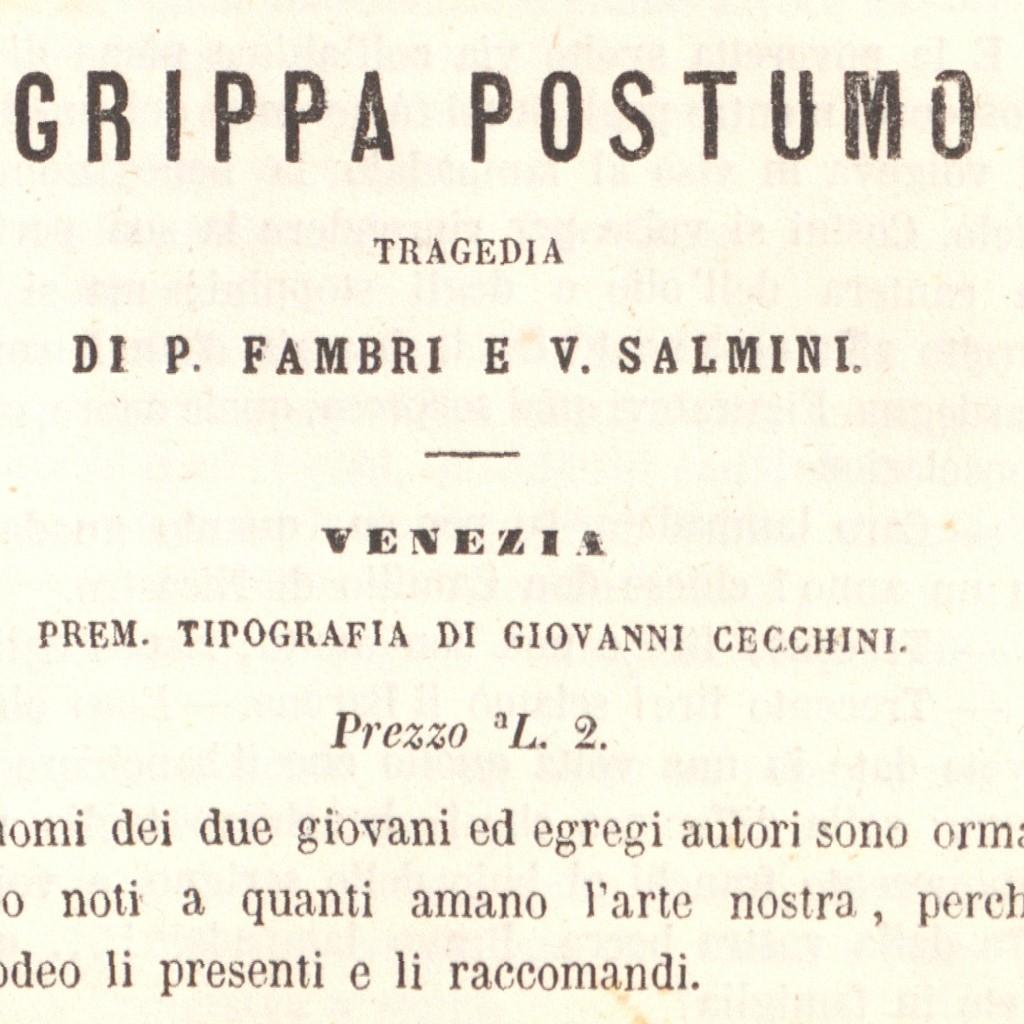 GRIPPA POSTUMO
TRAGEDIA
DI P. FAMBRI E V. SALMINI.
VENEZIA
PREM. TIPOGRAFIA DI GIOVANNI CECCHINI.
Prezzo ªL. 2.
nomi dei due giovani ed egregi autori sono orma
o noti a quanti amano l'arte nostra, perch
odeo li presenti e li raccomandi.